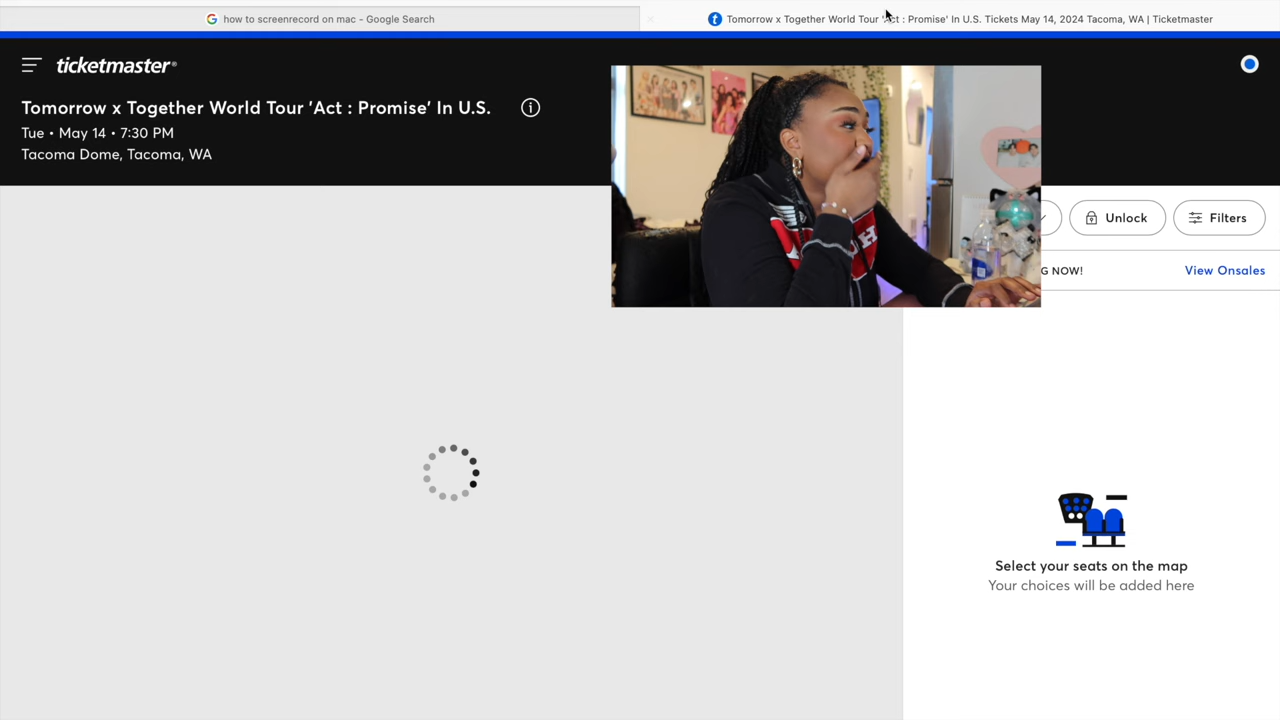 how to screenrecord on mac - Google Search
Tomorrow x Together World Tour 'Act : Promise' In U.S. Tickets May 14, 2024 Tacoma, WA | Ticketmaster
ticketmaster®
Tomorrow x Together World Tour 'Act : Promise' In U.S.
Tue • May 14 • 7:30 PM
Tacoma Dome, Tacoma, WA
Unlock
Filters
G NOW!
View Onsales
Select your seats on the map
Your choices will be added here